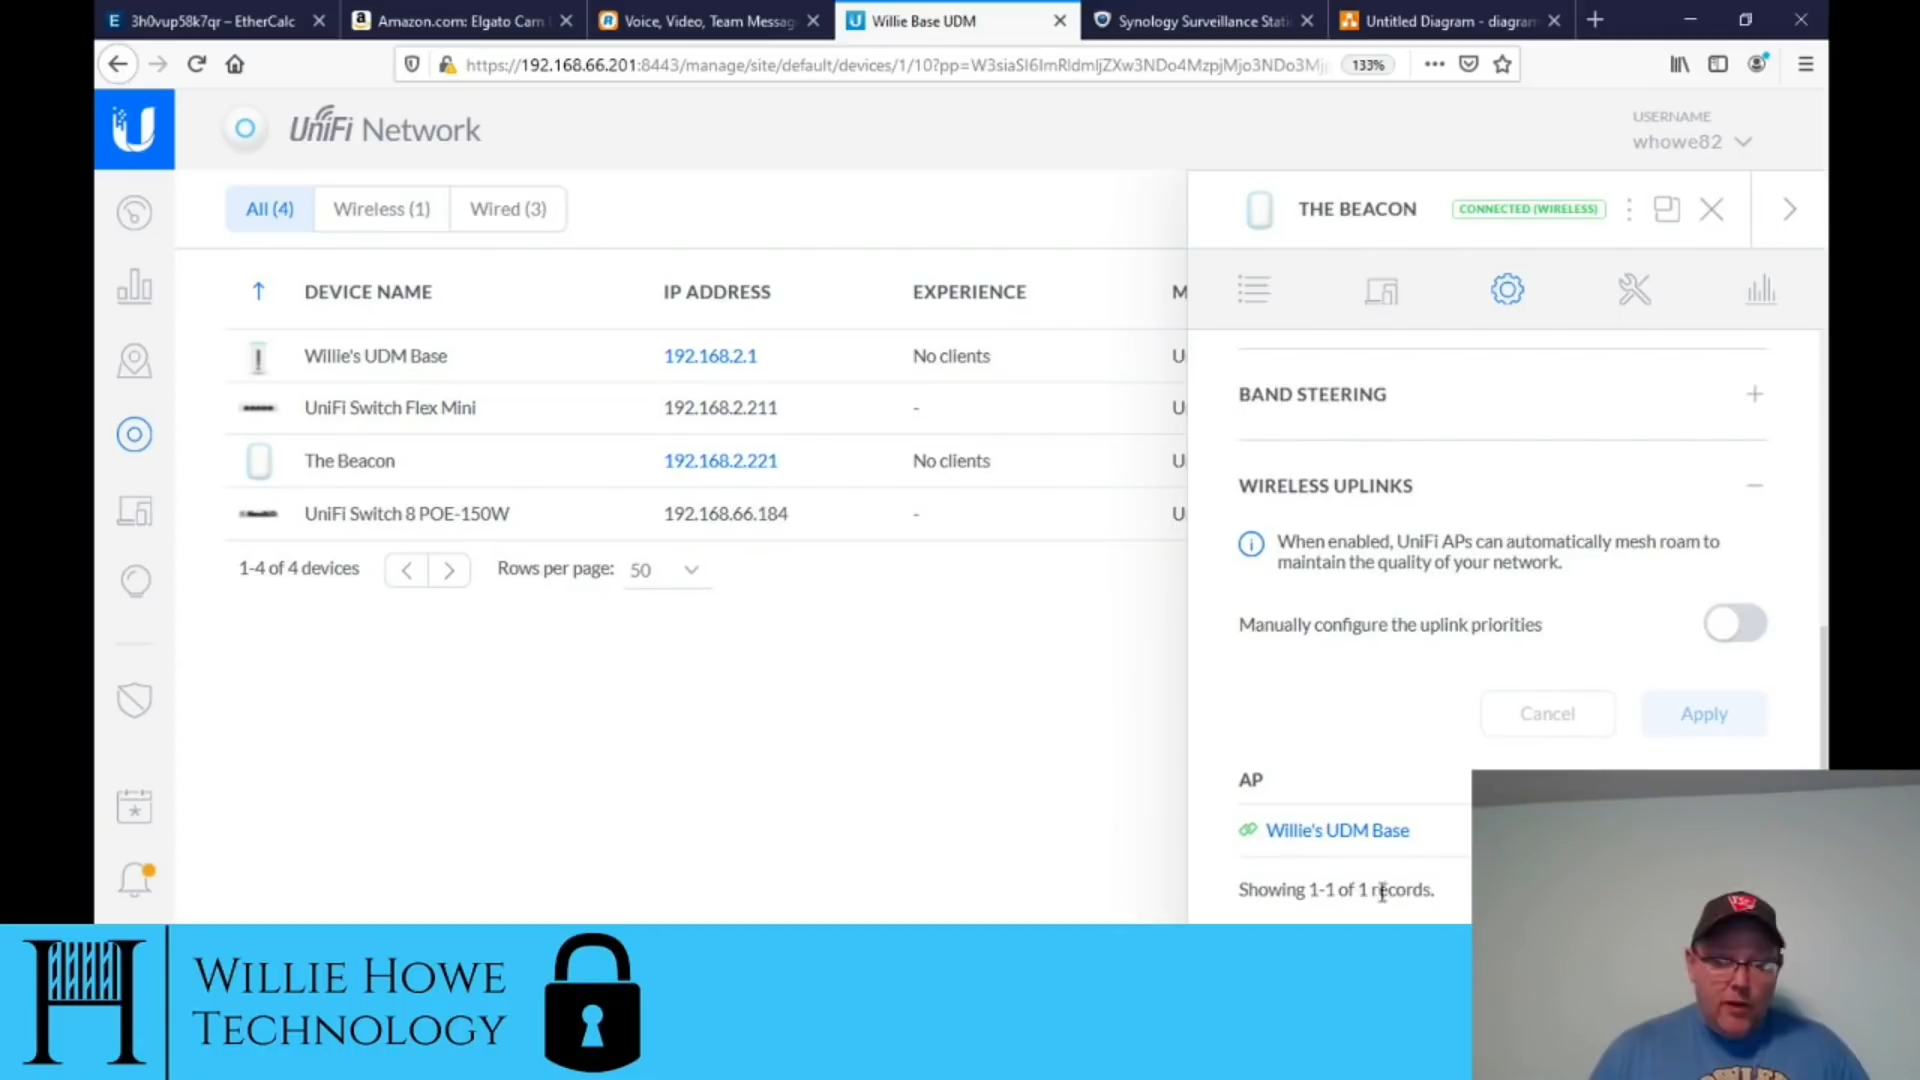 3h0vup58k7qr – EtherCalc
Amazon.com: Elgato Cam
Voice, Video, Team Messag
Willie Base UDM
Synology Surveillance Stati
Untitled Diagram - diagram
https://192.168.66.201:8443/manage/site/default/devices/1/10?pp=
133%
UniFi Network
USERNAME
whowe82
All (4)
Wireless (1)
Wired (3)
THE BEACON
CONNECTED (WIRELESS)
DEVICE NAME
IP ADDRESS
EXPERIENCE
M
Willie's UDM Base
192.168.2.1
No clients
U
UniFi Switch Flex Mini
192.168.2.211
-
U
The Beacon
192.168.2.221
No clients
U
UniFi Switch 8 POE-150W
192.168.66.184
-
U
1-4 of 4 devices
Rows per page:
50
BAND STEERING
WIRELESS UPLINKS
When enabled, UniFi APs can automatically mesh roam to
maintain the quality of your network.
Manually configure the uplink priorities
Cancel
Apply
AP
Willie's UDM Base
Showing 1-1 of 1 records.
WILLIE HOWE
TECHNOLOGY